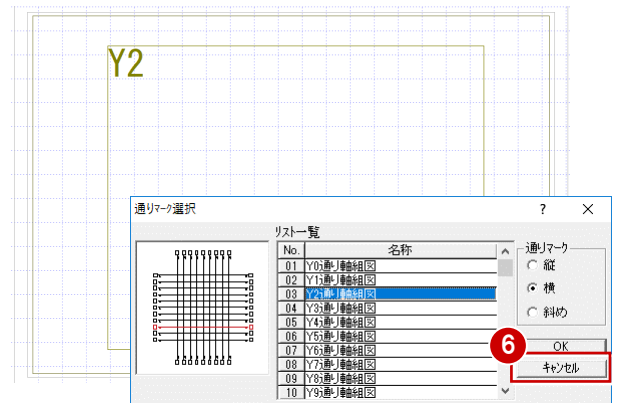 Y2
通りマーク選択 ? ×
リスト一覧
No. 名称
01 Y0通り軸組図
02 Y1通り軸組図
03 Y2通り軸組図
04 Y3通り軸組図
05 Y4通り軸組図
06 Y5通り軸組図
07 Y6通り軸組図
08 Y7通り軸組図
09 Y8通り軸組図
10 Y9通り軸組図
通りマーク
縦
横
斜め
6
OK
キャンセル